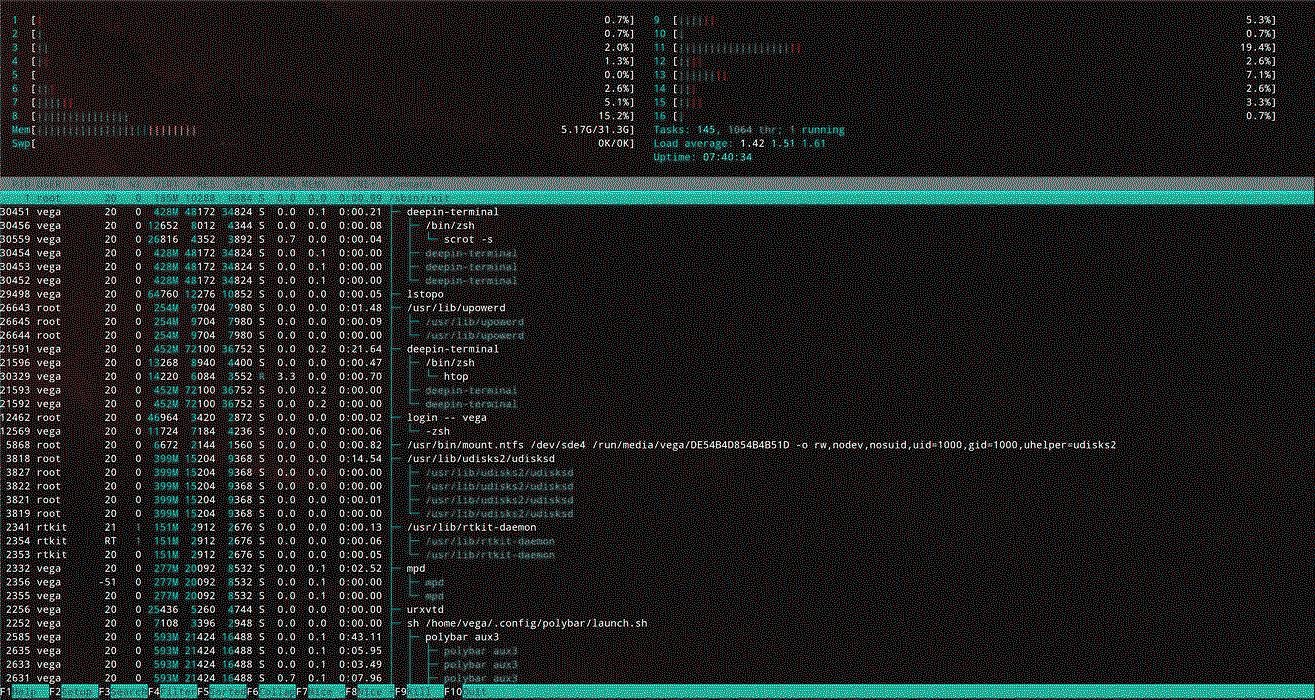 1 [ 0.7%] 9 [|||||| 5.3%]
2 [ 0.7%] 10 [ 0.7%]
3 [ 2.0%] 11 [|||||||||||||||||||| 19.4%]
4 [ 1.3%] 12 [ 2.6%]
5 [ 0.0%] 13 [|||||||| 7.1%]
6 [ 2.6%] 14 [ 2.6%]
7 [|||||| 5.1%] 15 [ 3.3%]
8 [||||||||||||||| 15.2%] 16 [ 0.7%]
Mem[|||||||||||||||||||||||||| 5.17G/31.3G] Tasks: 145, 1064 thr; 1 running
Swp[ 0K/0K] Load average: 1.42 1.51 1.61
Uptime: 07:40:34
1 root 20 0
30451 vega 20 0 428M 48172 34824 S 0.0 0.1 0:00.21 ├─ deepin-terminal
30452 vega 20 0 12652 8012 4344 S 0.0 0.0 0:00.08 │ ├─ /bin/zsh
30559 vega 20 0 26816 4352 3892 S 0.7 0.0 0:00.04 │ │ └─ scrot -s
30454 vega 20 0 428M 48172 34824 S 0.0 0.1 0:00.00 │ ├─ deepin-terminal
30453 vega 20 0 428M 48172 34824 S 0.0 0.1 0:00.00 │ ├─ deepin-terminal
30452 vega 20 0 428M 48172 34824 S 0.0 0.1 0:00.00 │ └─ deepin-terminal
29498 vega 20 0 64760 12276 10852 S 0.0 0.0 0:00.05 ├─ lstopo
26643 root 20 0 254M 9704 7980 S 0.0 0.0 0:01.48 ├─ /usr/lib/upowerd
26645 root 20 0 254M 9704 7980 S 0.0 0.0 0:00.09 │ ├─ /usr/lib/upowerd
26644 root 20 0 254M 9704 7980 S 0.0 0.0 0:00.00 │ └─ /usr/lib/upowerd
21591 vega 20 0 452M 72100 36752 S 0.0 0.2 0:21.64 ├─ deepin-terminal
21596 vega 20 0 13268 8940 4400 S 0.0 0.0 0:00.47 │ ├─ /bin/zsh
30329 vega 20 0 14220 6084 3552 R 3.3 0.0 0:00.70 │ │ └─ htop
21593 vega 20 0 452M 72100 36752 S 0.0 0.2 0:00.00 │ ├─ deepin-terminal
21592 vega 20 0 452M 72100 36752 S 0.0 0.2 0:00.00 │ └─ deepin-terminal
12462 root 20 0 46964 3420 2872 S 0.0 0.0 0:00.02 ├─ login -- vega
12569 vega 20 0 11724 7184 4236 S 0.0 0.0 0:00.06 │ └─ -zsh
5868 root 20 0 6672 2144 1560 S 0.0 0.0 0:00.82 ├─ /usr/bin/mount.ntfs /dev/sde4 /run/media/vega/DE54B4D854B4B51D -o rw,nodev,nosuid,uid=1000,gid=1000,uhelper=udisks2
3818 root 20 0 399M 15204 9368 S 0.0 0.0 0:14.54 ├─ /usr/lib/udisks2/udisksd
3827 root 20 0 399M 15204 9368 S 0.0 0.0 0:00.00 │ ├─ /usr/lib/udisks2/udisksd
3822 root 20 0 399M 15204 9368 S 0.0 0.0 0:00.00 │ ├─ /usr/lib/udisks2/udisksd
3821 root 20 0 399M 15204 9368 S 0.0 0.0 0:00.01 │ ├─ /usr/lib/udisks2/udisksd
3819 root 20 0 399M 15204 9368 S 0.0 0.0 0:00.00 │ └─ /usr/lib/udisks2/udisksd
2341 rtkit 21 1 151M 2912 2676 S 0.0 0.0 0:00.13 ├─ /usr/lib/rtkit-daemon
2354 rtkit RT 1 151M 2912 2676 S 0.0 0.0 0:00.06 │ ├─ /usr/lib/rtkit-daemon
2353 rtkit 20 0 151M 2912 2676 S 0.0 0.0 0:00.05 │ └─ /usr/lib/rtkit-daemon
2332 vega 20 0 277M 20092 8532 S 0.0 0.1 0:02.52 ├─ mpd
2356 vega -51 0 277M 20092 8532 S 0.0 0.1 0:00.00 │ ├─ mpd
2355 vega 20 0 277M 20092 8532 S 0.0 0.1 0:00.00 │ └─ mpd
2256 vega 20 0 25436 5260 4744 S 0.0 0.0 0:00.00 ├─ urxvtd
2252 vega 20 0 7108 3396 2948 S 0.0 0.0 0:00.00 ├─ sh /home/vega/.config/polybar/launch.sh
2585 vega 20 0 593M 21424 16488 S 0.0 0.1 0:43.11 │ ├─ polybar aux3
2635 vega 20 0 593M 21424 16488 S 0.0 0.1 0:05.95 │ │ ├─ polybar aux3
2633 vega 20 0 593M 21424 16488 S 0.0 0.1 0:03.49 │ │ ├─ polybar aux3
2631 vega 20 0 593M 21424 16488 S 0.7 0.1 0:07.96 │ │ ├─ polybar aux3
F1 F2 F3 F4 F5 F6 F7 F8 F9 F10